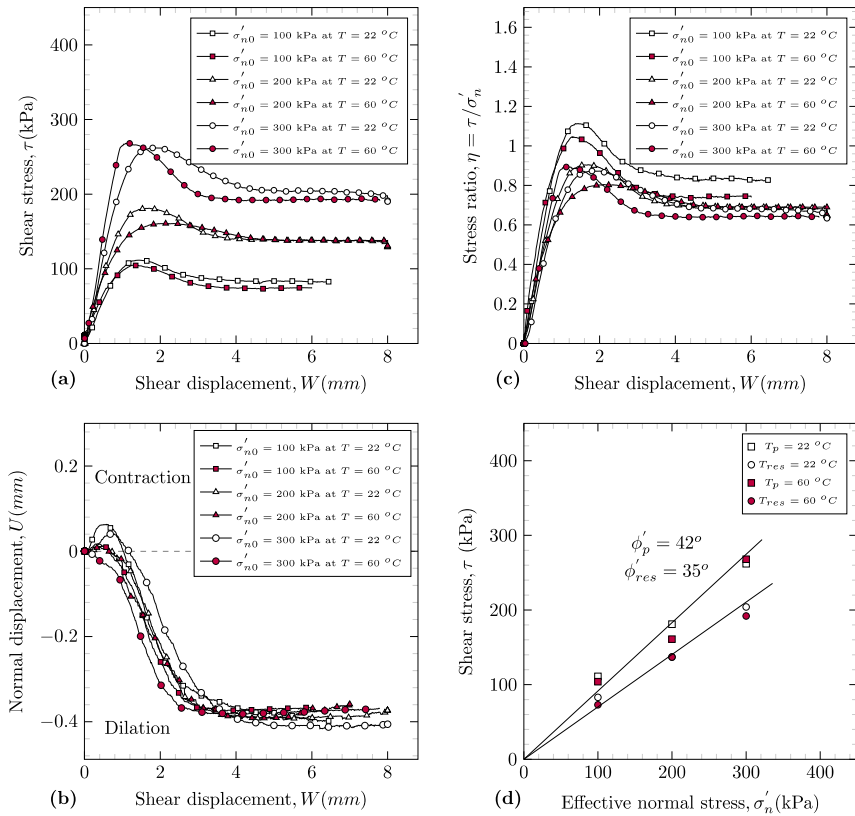 400
300
200
100
0
0 2 4 6 8
Shear stress, τ(kPa)
Shear displacement, W(mm)
(a)
σ′n0 = 100 kPa at T = 22 °C
σ′n0 = 100 kPa at T = 60 °C
σ′n0 = 200 kPa at T = 22 °C
σ′n0 = 200 kPa at T = 60 °C
σ′n0 = 300 kPa at T = 22 °C
σ′n0 = 300 kPa at T = 60 °C
1.6
1.4
1.2
1
0.8
0.6
0.4
0.2
0
0 2 4 6 8
Stress ratio, η = τ/σ′n
Shear displacement, W(mm)
(c)
σ′n0 = 100 kPa at T = 22 °C
σ′n0 = 100 kPa at T = 60 °C
σ′n0 = 200 kPa at T = 22 °C
σ′n0 = 200 kPa at T = 60 °C
σ′n0 = 300 kPa at T = 22 °C
σ′n0 = 300 kPa at T = 60 °C
0.2
0
−0.2
−0.4
0 2 4 6 8
Normal displacement, U(mm)
Shear displacement, W(mm)
(b)
Contraction
Dilation
σ′n0 = 100 kPa at T = 22 °C
σ′n0 = 100 kPa at T = 60 °C
σ′n0 = 200 kPa at T = 22 °C
σ′n0 = 200 kPa at T = 60 °C
σ′n0 = 300 kPa at T = 22 °C
σ′n0 = 300 kPa at T = 60 °C
400
300
200
100
0
0 100 200 300 400
Shear stress, τ (kPa)
Effective normal stress, σ′n(kPa)
(d)
Tp = 22 °C
Tres = 22 °C
Tp = 60 °C
Tres = 60 °C
ϕ′p = 42°
ϕ′res = 35°